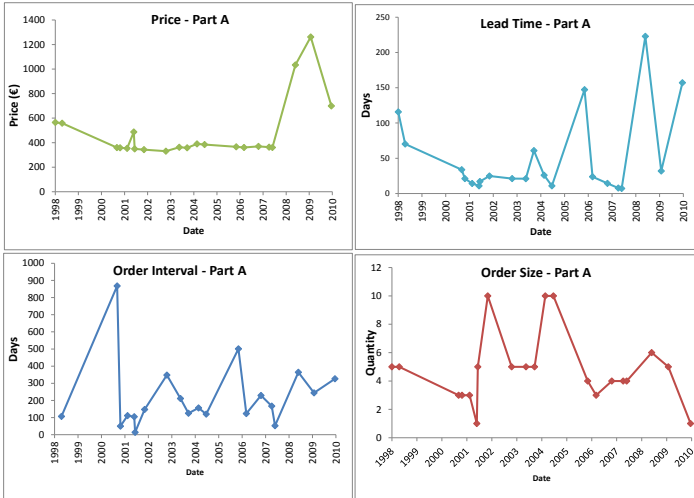 Price - Part A
Price (€)
1400
1200
1000
800
600
400
200
0
1998 1999 2000 2001 2002 2003 2004 2005 2006 2007 2008 2009 2010
Date
Lead Time - Part A
Days
250
200
150
100
50
0
1998 1999 2000 2001 2002 2003 2004 2005 2006 2007 2008 2009 2010
Date
Order Interval - Part A
Days
1000
900
800
700
600
500
400
300
200
100
0
1998 1999 2000 2001 2002 2003 2004 2005 2006 2007 2008 2009 2010
Date
Order Size - Part A
Quantity
12
10
8
6
4
2
0
1998 1999 2000 2001 2002 2003 2004 2005 2006 2007 2008 2009 2010
Date